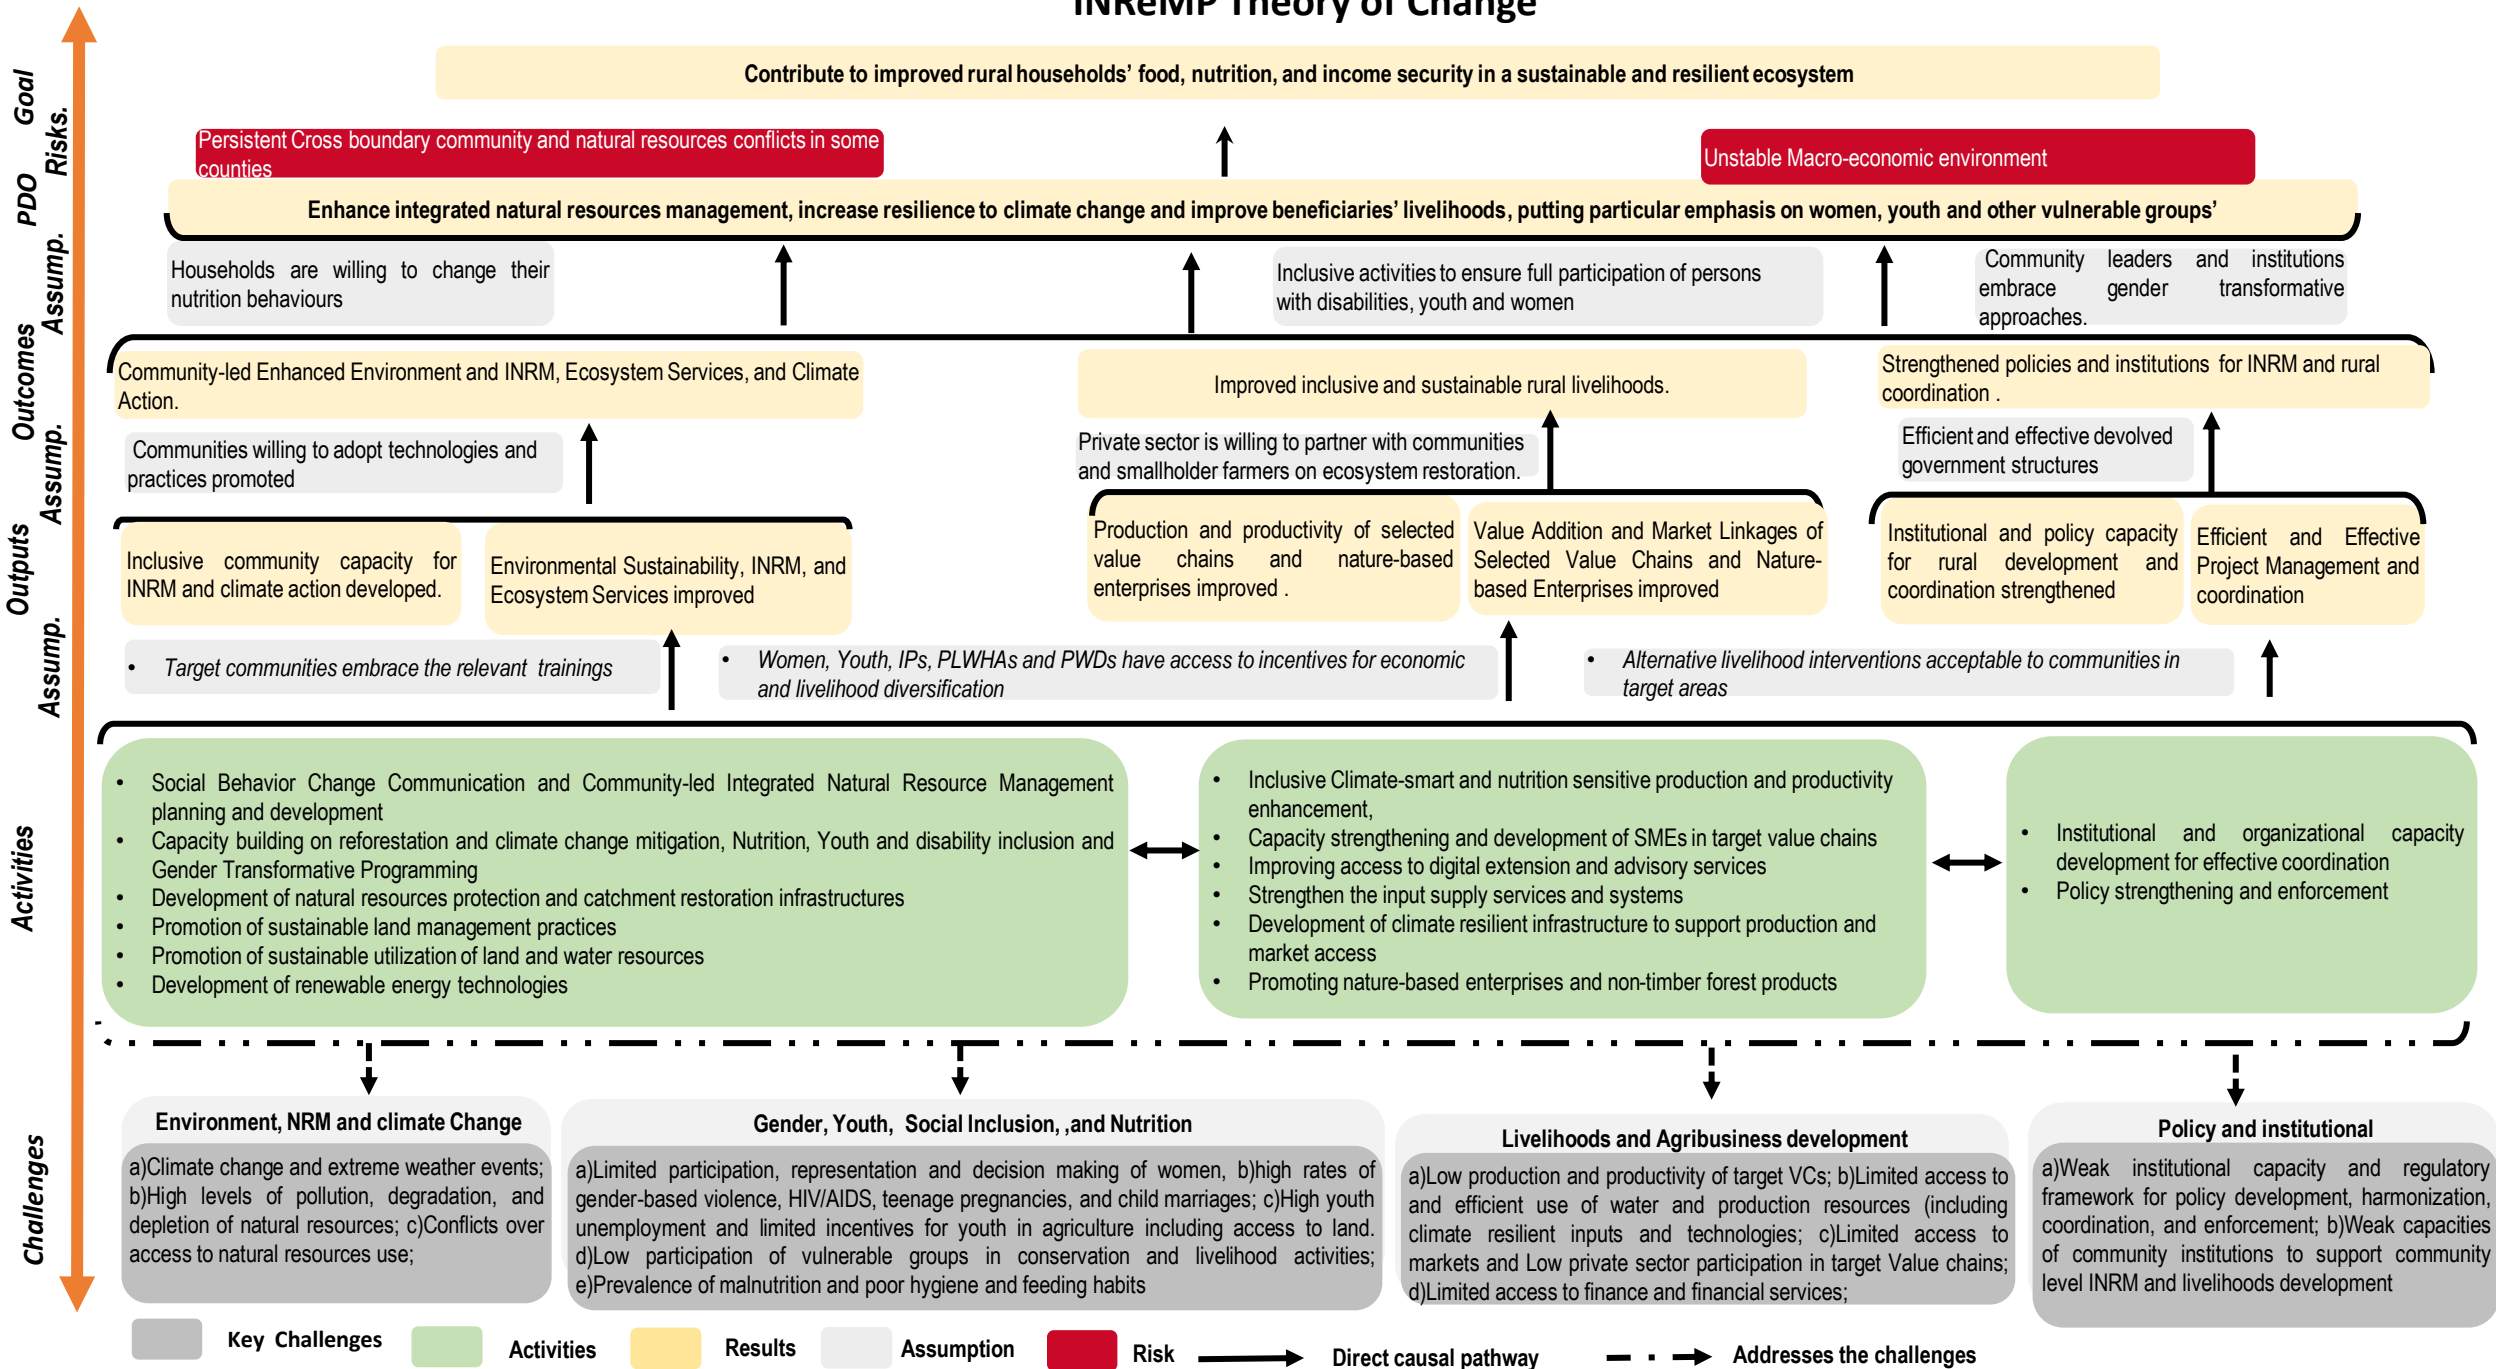 INReMP Theory of Change
Goal
Contribute to improved rural households’ food, nutrition, and income security in a sustainable and resilient ecosystem
Risks.
Persistent Cross boundary community and natural resources conflicts in some
counties
Unstable Macro-economic environment
PDO
Enhance integrated natural resources management, increase resilience to climate change and improve beneficiaries’ livelihoods, putting particular emphasis on women, youth and other vulnerable groups’
Assump.
Households are willing to change their
nutrition behaviours
Inclusive activities to ensure full participation of persons
with disabilities, youth and women
Community leaders and institutions
embrace gender transformative
approaches.
Outcomes
Community-led Enhanced Environment and INRM, Ecosystem Services, and Climate
Action.
Improved inclusive and sustainable rural livelihoods.
Strengthened policies and institutions for INRM and rural
coordination .
Assump.
Communities willing to adopt technologies and
practices promoted
Private sector is willing to partner with communities
and smallholder farmers on ecosystem restoration.
Efficient and effective devolved
government structures
Outputs
Inclusive community capacity for
INRM and climate action developed.
Environmental Sustainability, INRM, and
Ecosystem Services improved
Production and productivity of selected
value chains and nature-based
enterprises improved .
Value Addition and Market Linkages of
Selected Value Chains and Nature-
based Enterprises improved
Institutional and policy capacity
for rural development and
coordination strengthened
Efficient and Effective
Project Management and
coordination
Assump.
• Target communities embrace the relevant trainings
• Women, Youth, IPs, PLWHAs and PWDs have access to incentives for economic
and livelihood diversification
• Alternative livelihood interventions acceptable to communities in
target areas
Activities
• Social Behavior Change Communication and Community-led Integrated Natural Resource Management
planning and development
• Capacity building on reforestation and climate change mitigation, Nutrition, Youth and disability inclusion and
Gender Transformative Programming
• Development of natural resources protection and catchment restoration infrastructures
• Promotion of sustainable land management practices
• Promotion of sustainable utilization of land and water resources
• Development of renewable energy technologies
• Inclusive Climate-smart and nutrition sensitive production and productivity
enhancement,
• Capacity strengthening and development of SMEs in target value chains
• Improving access to digital extension and advisory services
• Strengthen the input supply services and systems
• Development of climate resilient infrastructure to support production and
market access
• Promoting nature-based enterprises and non-timber forest products
• Institutional and organizational capacity
development for effective coordination
• Policy strengthening and enforcement
Challenges
Environment, NRM and climate Change
a)Climate change and extreme weather events;
b)High levels of pollution, degradation, and
depletion of natural resources; c)Conflicts over
access to natural resources use;
Gender, Youth, Social Inclusion, ,and Nutrition
a)Limited participation, representation and decision making of women, b)high rates of
gender-based violence, HIV/AIDS, teenage pregnancies, and child marriages; c)High youth
unemployment and limited incentives for youth in agriculture including access to land.
d)Low participation of vulnerable groups in conservation and livelihood activities;
e)Prevalence of malnutrition and poor hygiene and feeding habits
Livelihoods and Agribusiness development
a)Low production and productivity of target VCs; b)Limited access to
and efficient use of water and production resources (including
climate resilient inputs and technologies; c)Limited access to
markets and Low private sector participation in target Value chains;
d)Limited access to finance and financial services;
Policy and institutional
a)Weak institutional capacity and regulatory
framework for policy development, harmonization,
coordination, and enforcement; b)Weak capacities
of community institutions to support community
level INRM and livelihoods development
Key Challenges
Activities
Results
Assumption
Risk
Direct causal pathway
Addresses the challenges